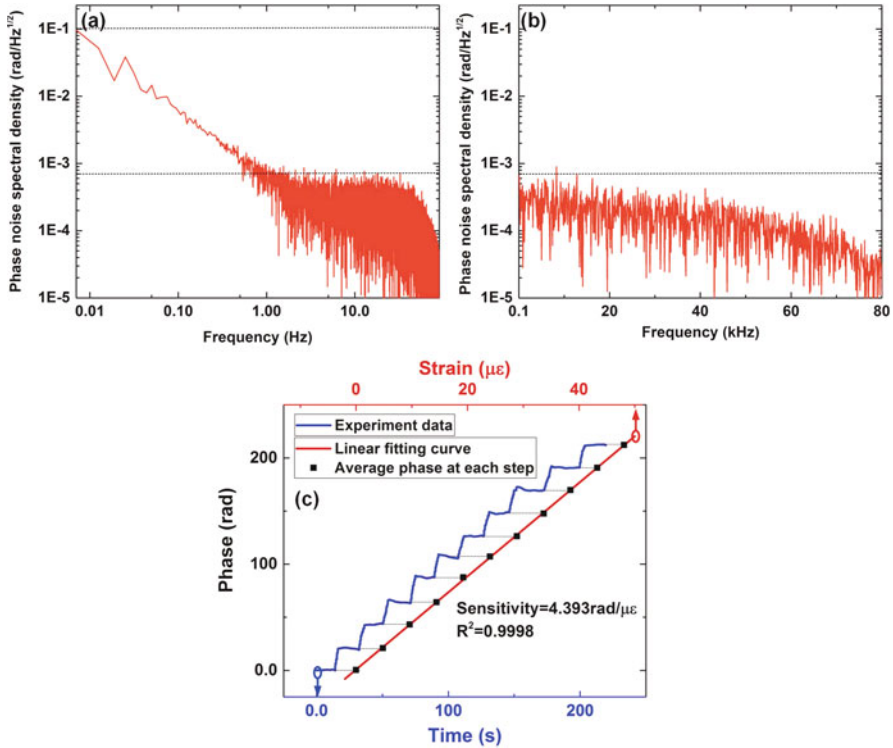 (a)
Phase noise spectral density (rad/Hz^1/2)
1E-1
1E-2
1E-3
1E-4
1E-5
0.01 0.10 1.00 10.0
Frequency (Hz)
(b)
Phase noise spectral density (rad/Hz^1/2)
1E-1
1E-2
1E-3
1E-4
1E-5
0.1 20 40 60 80
Frequency (kHz)
Strain (με)
0 20 40
Experiment data
Linear fitting curve
Average phase at each step
(c)
Phase (rad)
200
100
0.0
Sensitivity=4.393rad/με
R²=0.9998
0.0 100 200
Time (s)